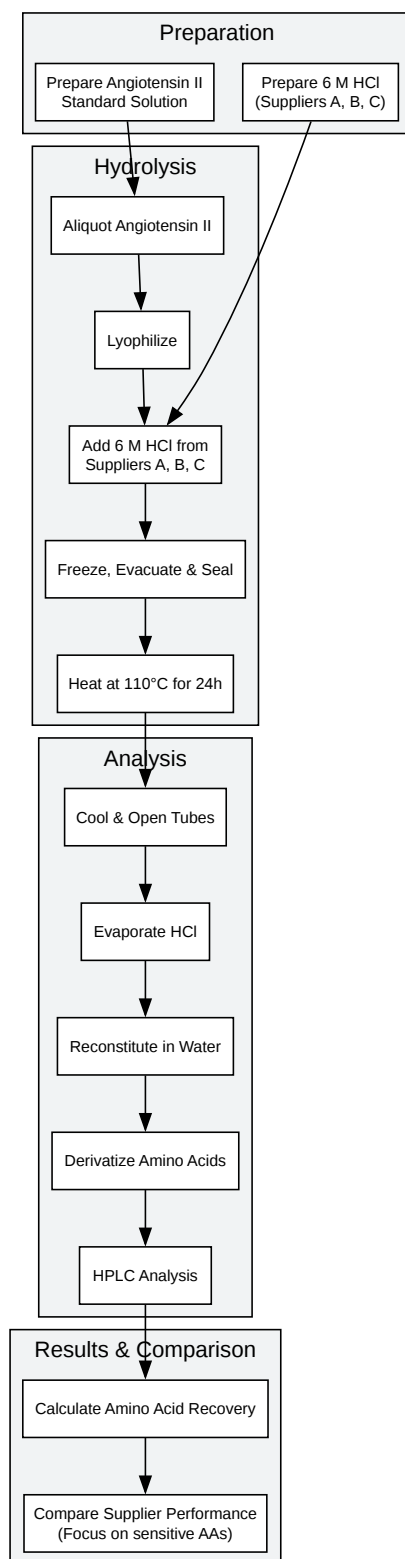 Preparation
Prepare Angiotensin II
Standard Solution
Prepare 6 M HCl
(Suppliers A, B, C)
Hydrolysis
Aliquot Angiotensin II
Lyophilize
Add 6 M HCl from
Suppliers A, B, C
Freeze, Evacuate & Seal
Heat at 110°C for 24h
Analysis
Cool & Open Tubes
Evaporate HCl
Reconstitute in Water
Derivatize Amino Acids
HPLC Analysis
Results & Comparison
Calculate Amino Acid Recovery
Compare Supplier Performance
(Focus on sensitive AAs)